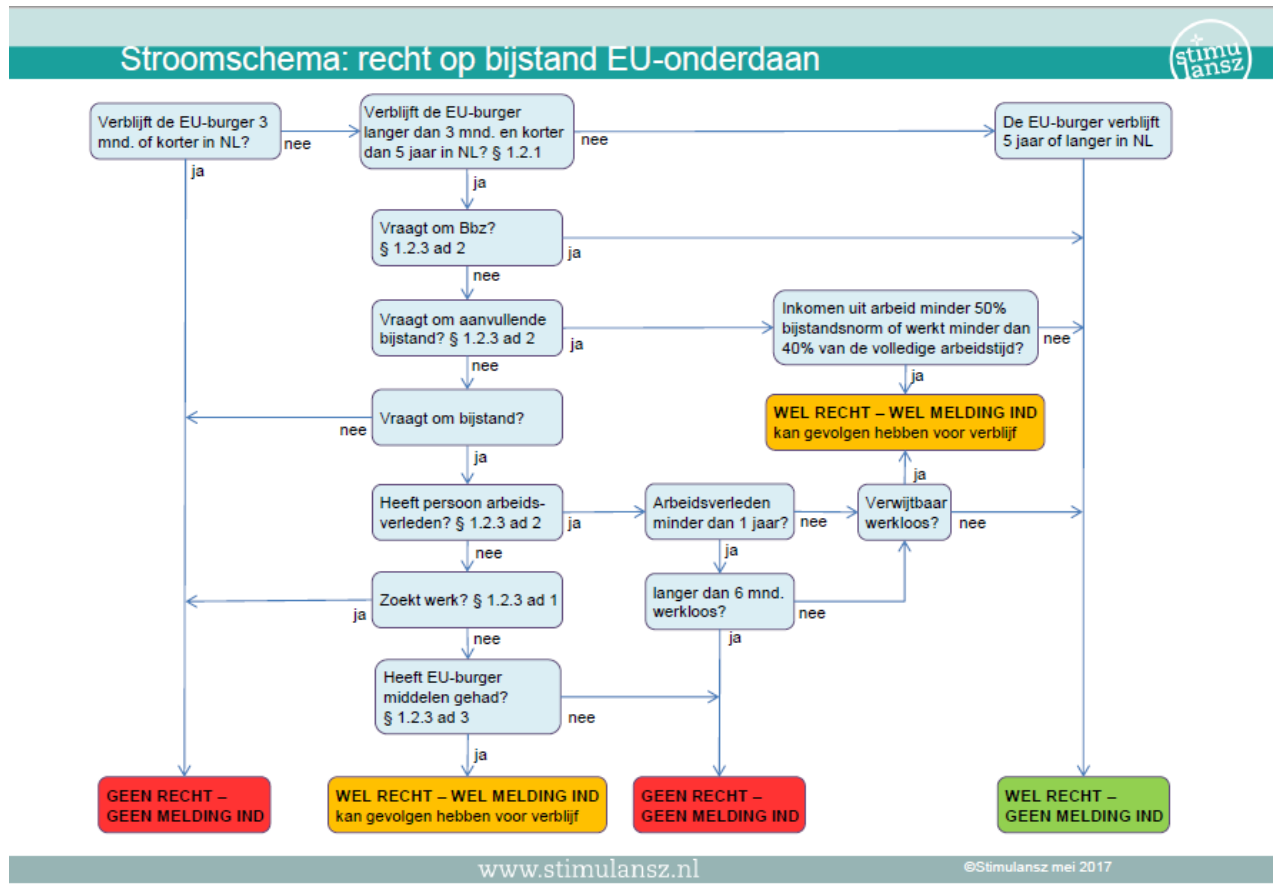 Stroomschema: recht op bijstand EU-onderdaan
stimu
lansz
Verblijft de EU-burger 3
mnd. of korter in NL?
nee
ja
Verblijft de EU-burger
langer dan 3 mnd. en korter
dan 5 jaar in NL? § 1.2.1
nee
ja
De EU-burger verblijft
5 jaar of langer in NL
Vraagt om Bbz?
§ 1.2.3 ad 2
ja
nee
Vraagt om aanvullende
bijstand? § 1.2.3 ad 2
ja
nee
Inkomen uit arbeid minder 50%
bijstandsnorm of werkt minder dan
40% van de volledige arbeidstijd?
nee
ja
WEL RECHT – WEL MELDING IND
kan gevolgen hebben voor verblijf
Vraagt om bijstand?
nee
ja
Heeft persoon arbeids-
verleden? § 1.2.3 ad 2
ja
nee
Arbeidsverleden
minder dan 1 jaar?
nee
ja
Verwijtbaar
werkloos?
ja
nee
Zoekt werk? § 1.2.3 ad 1
ja
nee
langer dan 6 mnd.
werkloos?
nee
ja
Heeft EU-burger
middelen gehad?
§ 1.2.3 ad 3
nee
ja
GEEN RECHT –
GEEN MELDING IND
WEL RECHT – WEL MELDING IND
kan gevolgen hebben voor verblijf
GEEN RECHT –
GEEN MELDING IND
WEL RECHT –
GEEN MELDING IND
www.stimulansz.nl
©Stimulansz mei 2017